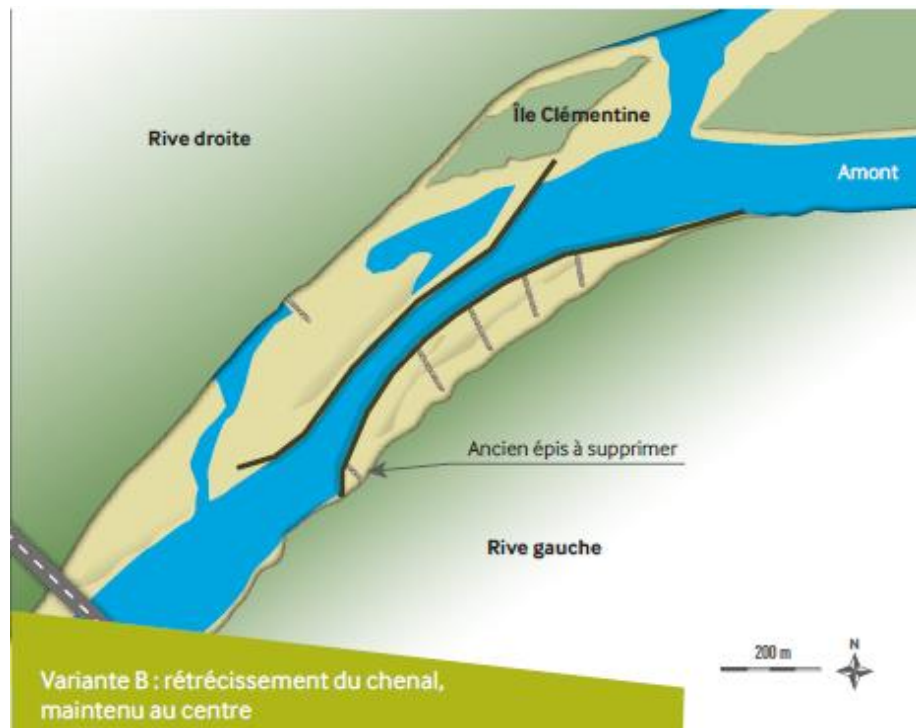 Île Clémentine
Rive droite
Amont
Ancien épis à supprimer
Rive gauche
200 m
N
Variante B : rétrécissement du chenal,
maintenu au centre